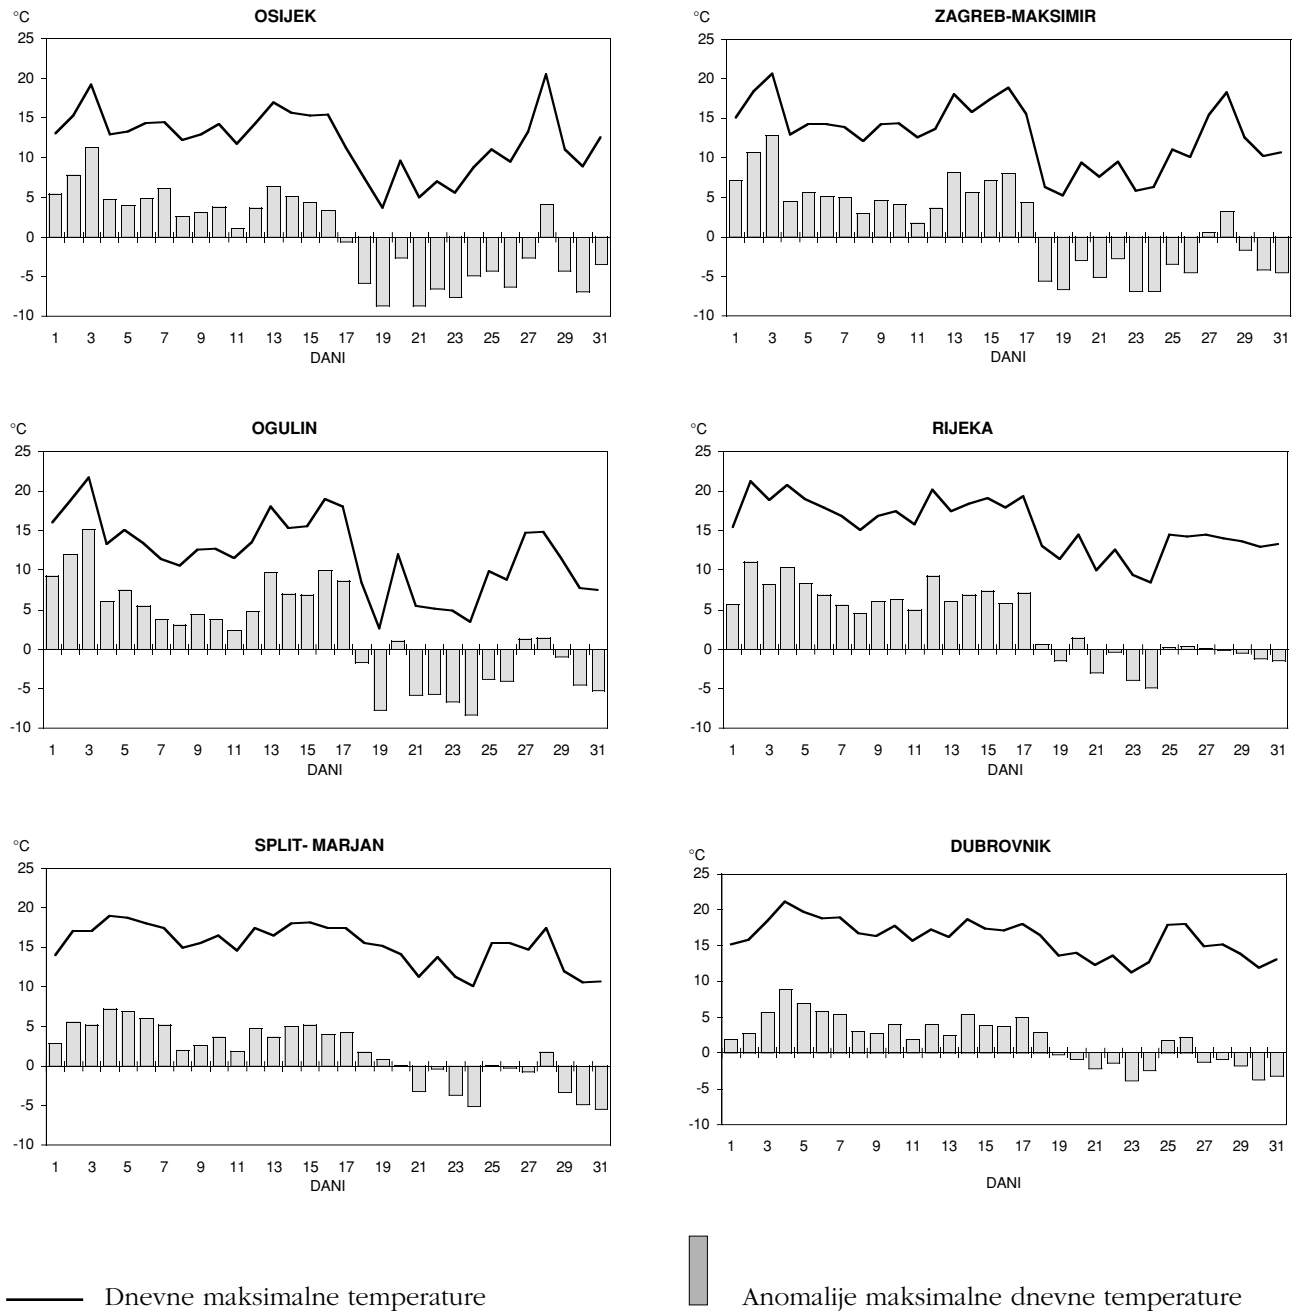 °C OSIJEK
25
20
15
10
5
0
-5
-10
1 3 5 7 9 11 13 15 17 19 21 23 25 27 29 31
DANI
°C ZAGREB-MAKSIMIR
25
20
15
10
5
0
-5
-10
1 3 5 7 9 11 13 15 17 19 21 23 25 27 29 31
DANI
°C OGULIN
25
20
15
10
5
0
-5
-10
1 3 5 7 9 11 13 15 17 19 21 23 25 27 29 31
DANI
°C RIJEKA
25
20
15
10
5
0
-5
-10
1 3 5 7 9 11 13 15 17 19 21 23 25 27 29 31
DANI
°C SPLIT- MARJAN
25
20
15
10
5
0
-5
-10
1 3 5 7 9 11 13 15 17 19 21 23 25 27 29 31
DANI
°C DUBROVNIK
25
20
15
10
5
0
-5
-10
1 3 5 7 9 11 13 15 17 19 21 23 25 27 29 31
DANI
Dnevne maksimalne temperature
Anomalije maksimalne dnevne temperature